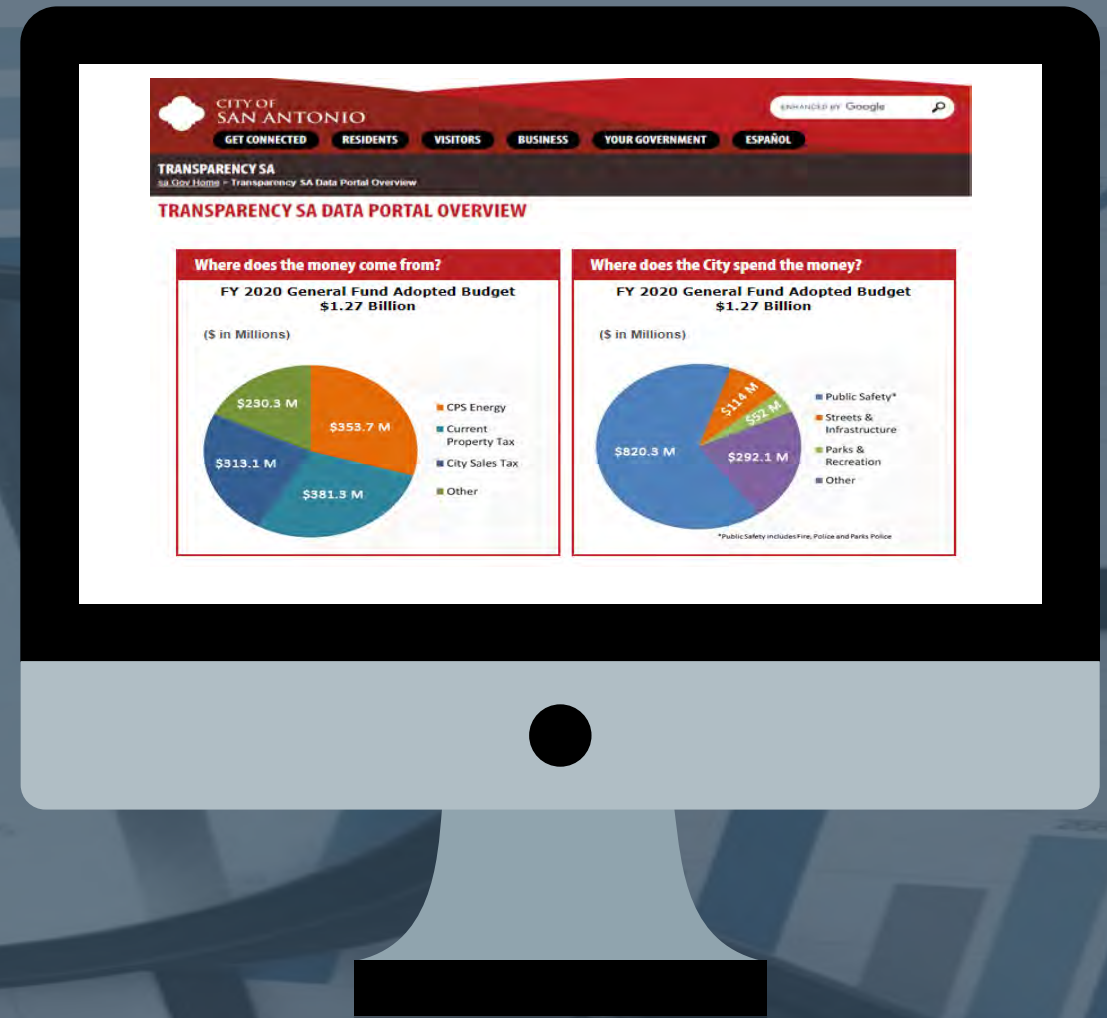 CITY OF
SAN ANTONIO
ENHANCED BY Google
GET CONNECTED
RESIDENTS
VISITORS
BUSINESS
YOUR GOVERNMENT
ESPAÑOL
TRANSPARENCY SA
sa.Gov Home > Transparency SA Data Portal Overview
TRANSPARENCY SA DATA PORTAL OVERVIEW
Where does the money come from?
FY 2020 General Fund Adopted Budget
$1.27 Billion
($ in Millions)
$230.3 M
$353.7 M
$313.1 M
$381.3 M
CPS Energy
Current
Property Tax
City Sales Tax
Other
Where does the City spend the money?
FY 2020 General Fund Adopted Budget
$1.27 Billion
($ in Millions)
$114 M
$52 M
$820.3 M
$292.1 M
Public Safety*
Streets &
Infrastructure
Parks &
Recreation
Other
*Public Safety includes Fire, Police and Parks Police